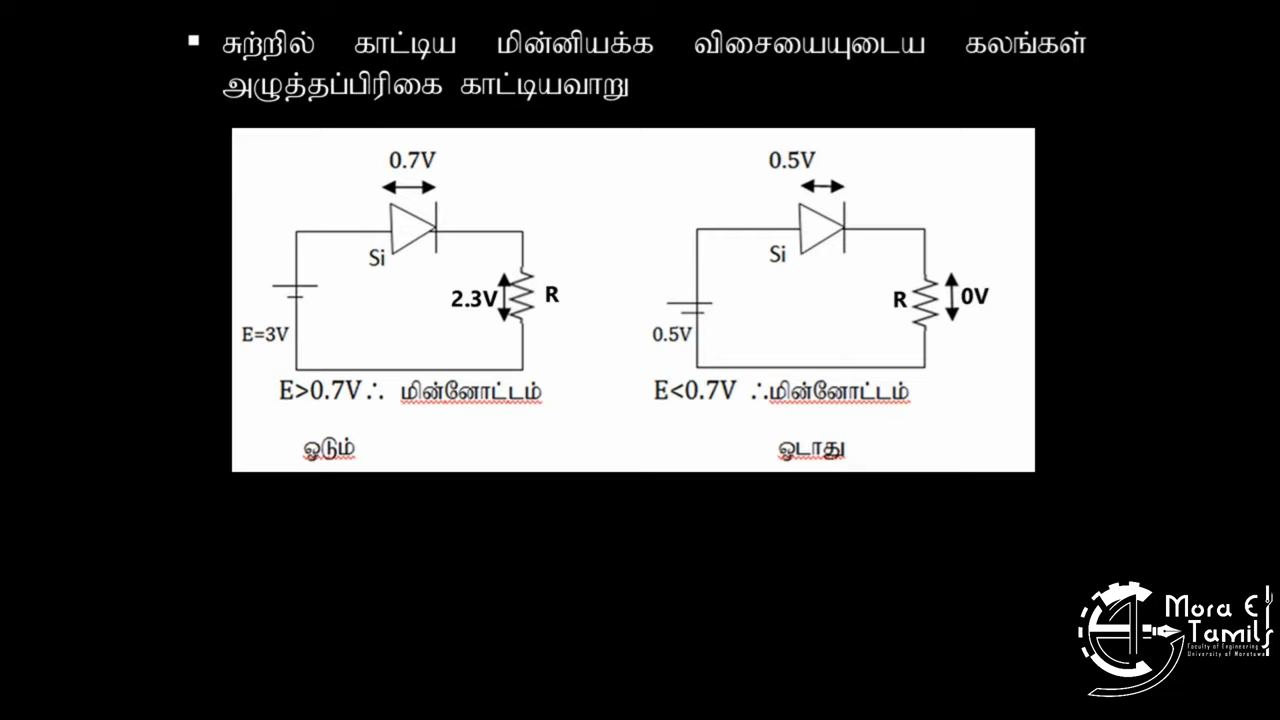 ▪ சுற்றில் காட்டிய மின்னியக்க விசையையுடைய கலங்கள்
அழுத்தப்பிரிகை காட்டியவாறு
0.7V
Si
2.3V
R
E=3V
E>0.7V∴ மின்னோட்டம்
ஓடும்
0.5V
Si
R
0V
0.5V
E<0.7V ∴மின்னோட்டம்
ஓடாது
Mora E
Tamils
Faculty of Engineering
University of Moratuwa